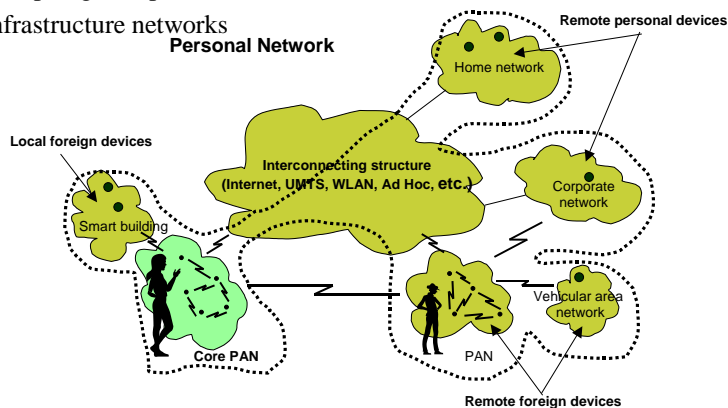 nfrastructure networks
Personal Network
Remote personal devices
Home network
Local foreign devices
Interconnecting structure
(Internet, UMTS, WLAN, Ad Hoc, etc.)
Corporate
network
Smart building
Vehicular area
network
Core PAN
PAN
Remote foreign devices